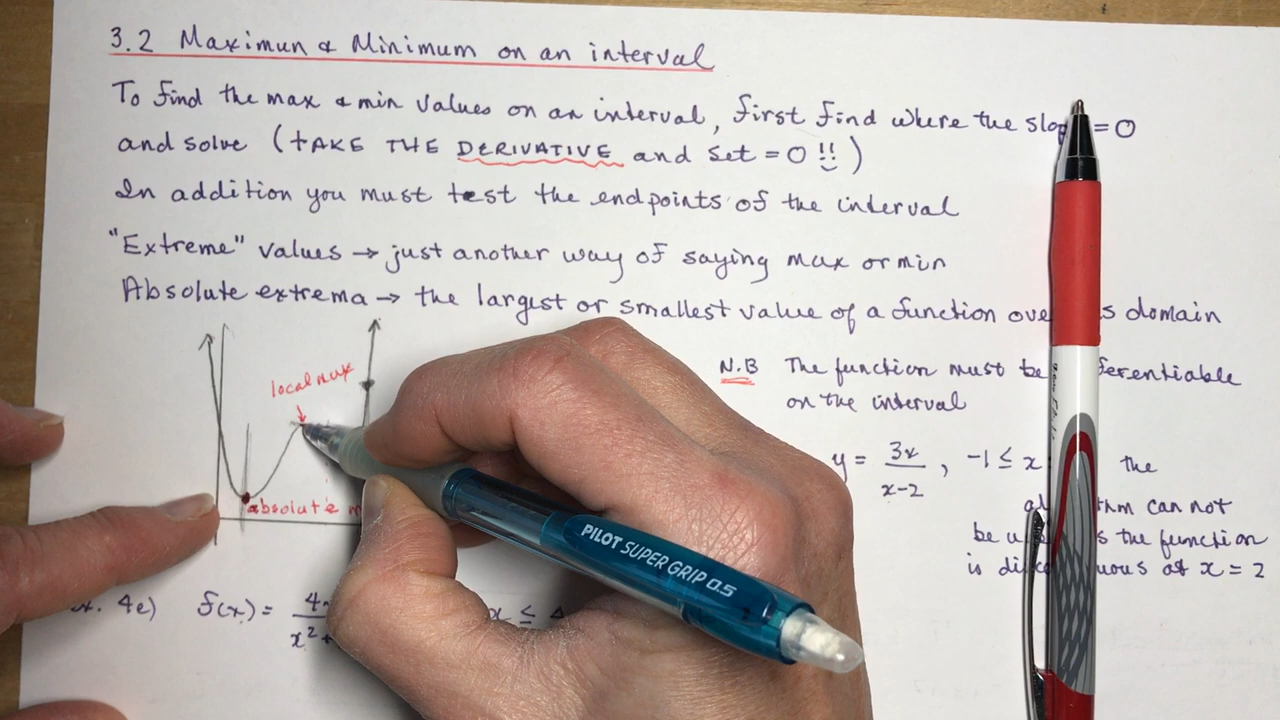 3.2 Maximun & Minimum on an interval
To find the max & min values on an interval, first find where the slop = 0
and solve (TAKE THE DERIVATIVE and set = 0 !!)
In addition you must test the endpoints of the interval
"Extreme" values → just another way of saying max or min
Absolute extrema → the largest or smallest value of a function ove s domain
local max
absolute m
N.B The function must be ferentiable
on the interval
y = 3x / x-2 , -1 ≤ x the
thm can not
be u s the function
is dis uous at x = 2
4e) f(x) = 4 / x²+ x ≤ 4
PILOT SUPER GRIP 0.5